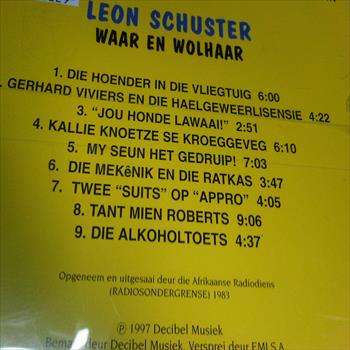 LEON SCHUSTER
WAAR EN WOLHAAR
1. DIE HOENDER IN DIE VLIEGTUIG 6:00
. GERHARD VIVIERS EN DIE HAELGEWEERLISENSIE 4:22
3. “JOU HONDE LAWAAI!” 2:51
4. KALLIE KNOETZE SE KROEGGEVEG 6:10
5. MY SEUN HET GEDRUIP! 7:03
6. DIE MEKêNIK EN DIE RATKAS 3:47
7. TWEE “SUITS” OP “APPRO” 4:05
8. TANT MIEN ROBERTS 9:06
9. DIE ALKOHOLTOETS 4:37
Opgeneem en uitgesaai deur die Afrikaanse Radiodiens
(RADIOSONDERGRENSE) 1983
℗ 1997 Decibel Musiek
deur Decibel Musiek. Versprei deur EMI S.A.